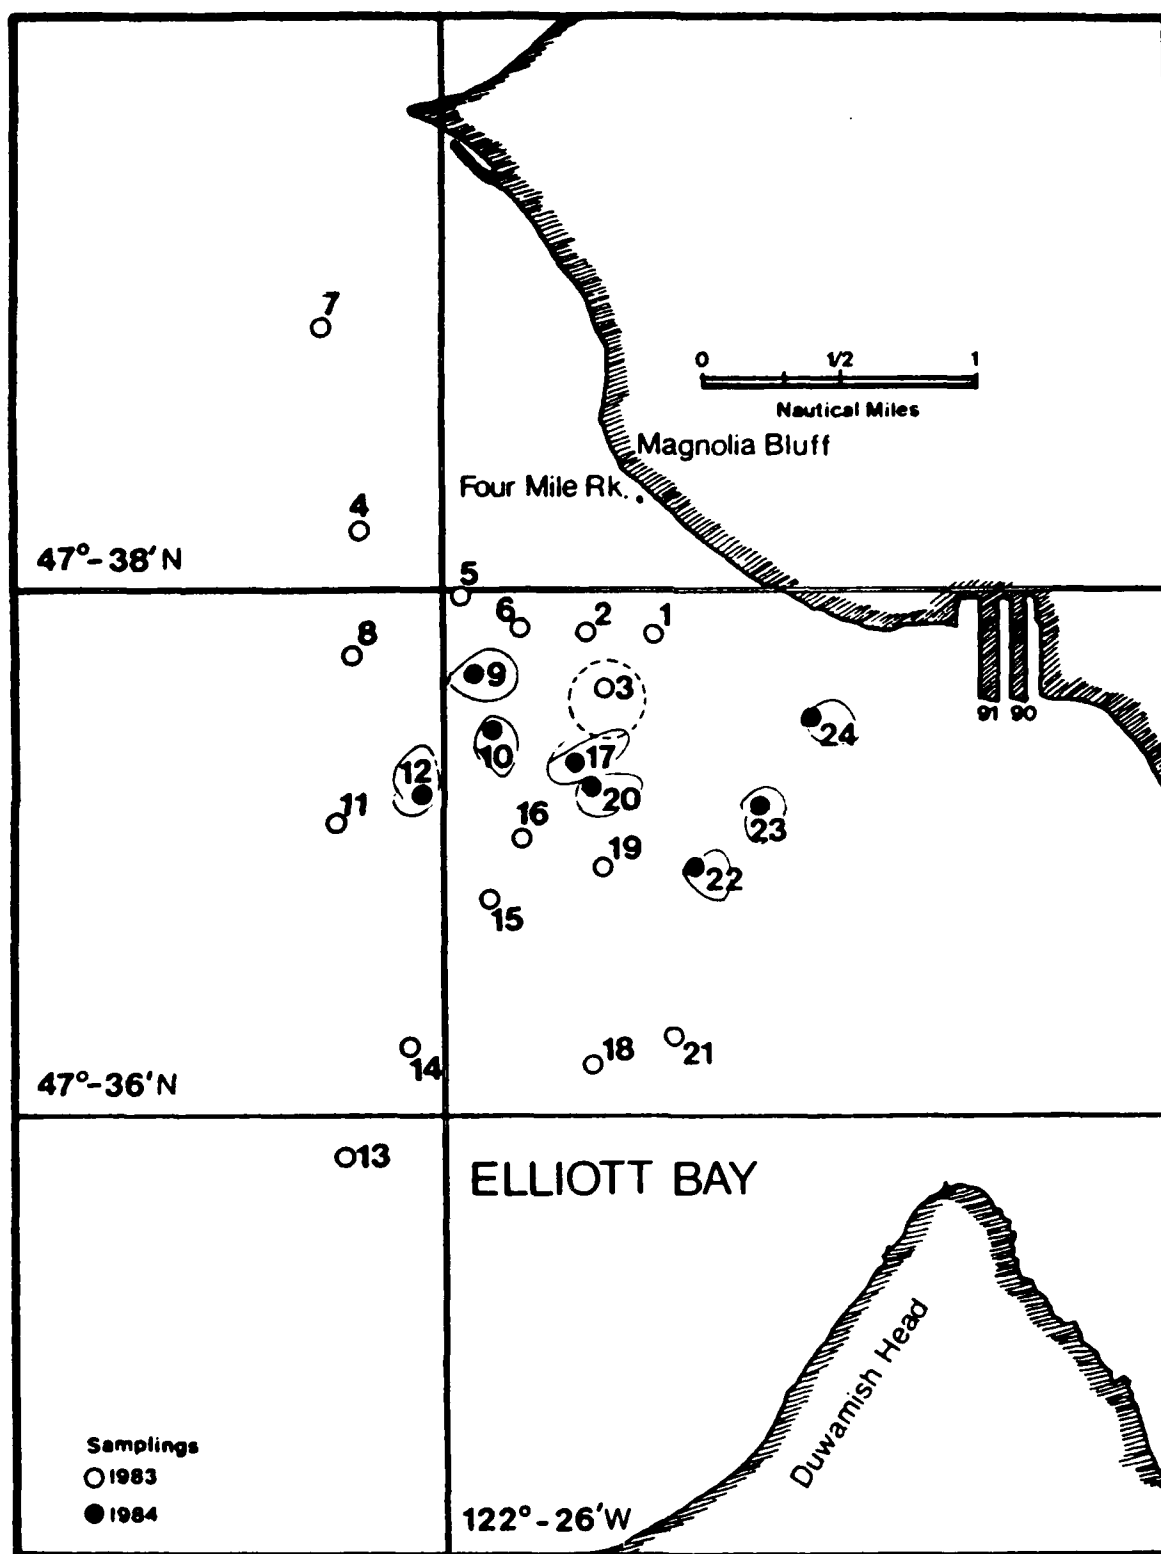 7
0 1/2 1
Nautical Miles
Magnolia Bluff
Four Mile Rk.
4
47°-38'N
5
6 2 1
8
9 3
91 90
24
10 17
12
20
11 16 23
19
22
15
18 21
14
47°-36'N
13
ELLIOTT BAY
Duwamish Head
Samplings
1983
1984
122°-26'W